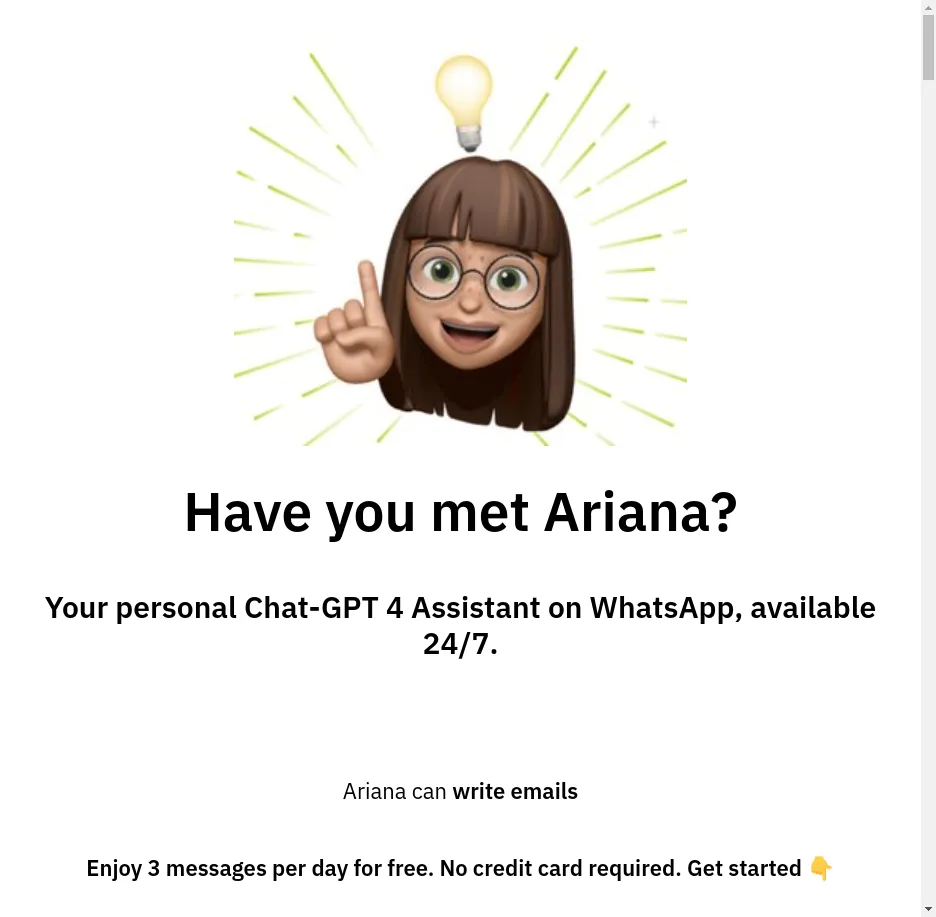 Have you met Ariana?
Your personal Chat-GPT 4 Assistant on WhatsApp, available
24/7.
Ariana can write emails
Enjoy 3 messages per day for free. No credit card required. Get started 👇